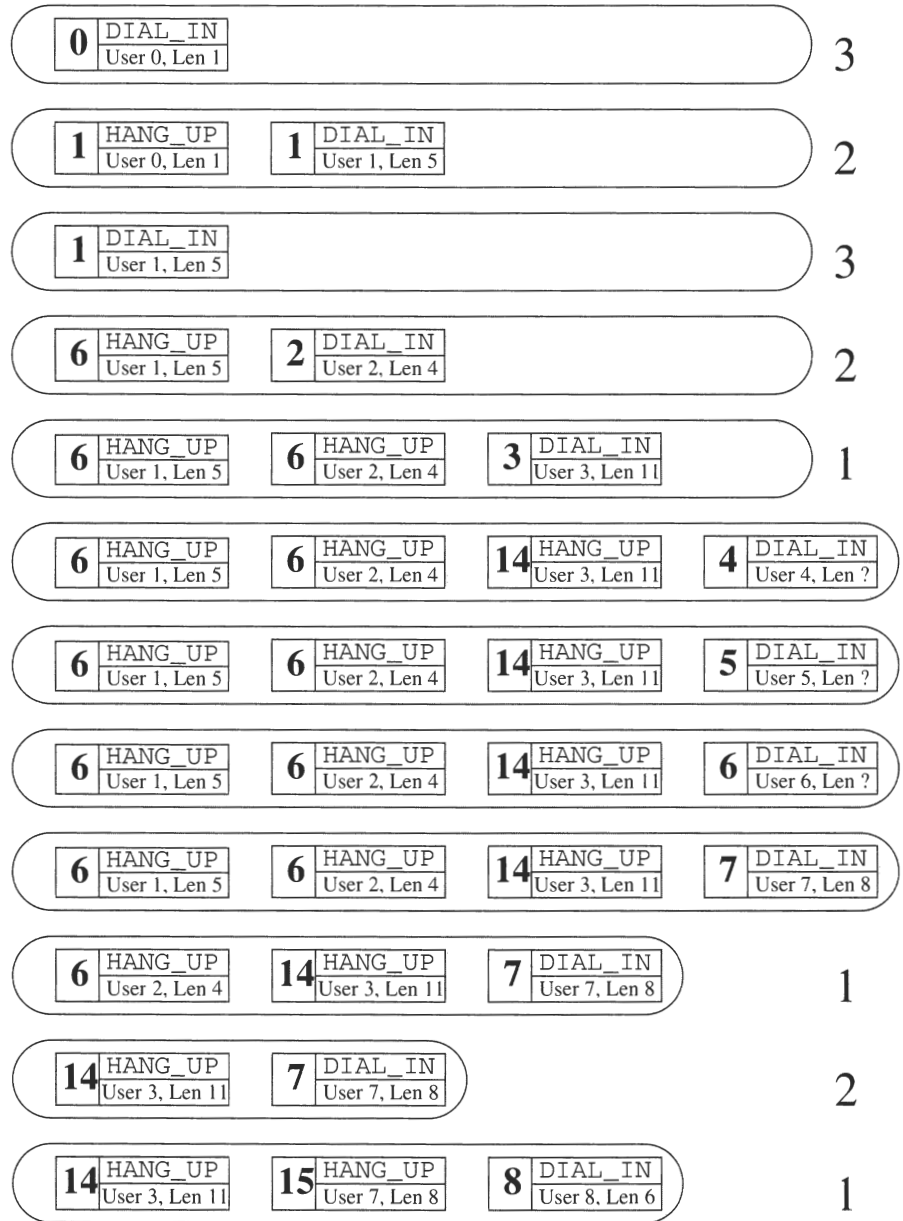 0 DIAL_IN
User 0, Len 1
3
1 HANG_UP 1 DIAL_IN
User 0, Len 1 User 1, Len 5
2
1 DIAL_IN
User 1, Len 5
3
6 HANG_UP 2 DIAL_IN
User 1, Len 5 User 2, Len 4
2
6 HANG_UP 6 HANG_UP 3 DIAL_IN
User 1, Len 5 User 2, Len 4 User 3, Len 11
1
6 HANG_UP 6 HANG_UP 14 HANG_UP 4 DIAL_IN
User 1, Len 5 User 2, Len 4 User 3, Len 11 User 4, Len ?
6 HANG_UP 6 HANG_UP 14 HANG_UP 5 DIAL_IN
User 1, Len 5 User 2, Len 4 User 3, Len 11 User 5, Len ?
6 HANG_UP 6 HANG_UP 14 HANG_UP 6 DIAL_IN
User 1, Len 5 User 2, Len 4 User 3, Len 11 User 6, Len ?
6 HANG_UP 6 HANG_UP 14 HANG_UP 7 DIAL_IN
User 1, Len 5 User 2, Len 4 User 3, Len 11 User 7, Len 8
6 HANG_UP 14 HANG_UP 7 DIAL_IN
User 2, Len 4 User 3, Len 11 User 7, Len 8
1
14 HANG_UP 7 DIAL_IN
User 3, Len 11 User 7, Len 8
2
14 HANG_UP 15 HANG_UP 8 DIAL_IN
User 3, Len 11 User 7, Len 8 User 8, Len 6
1